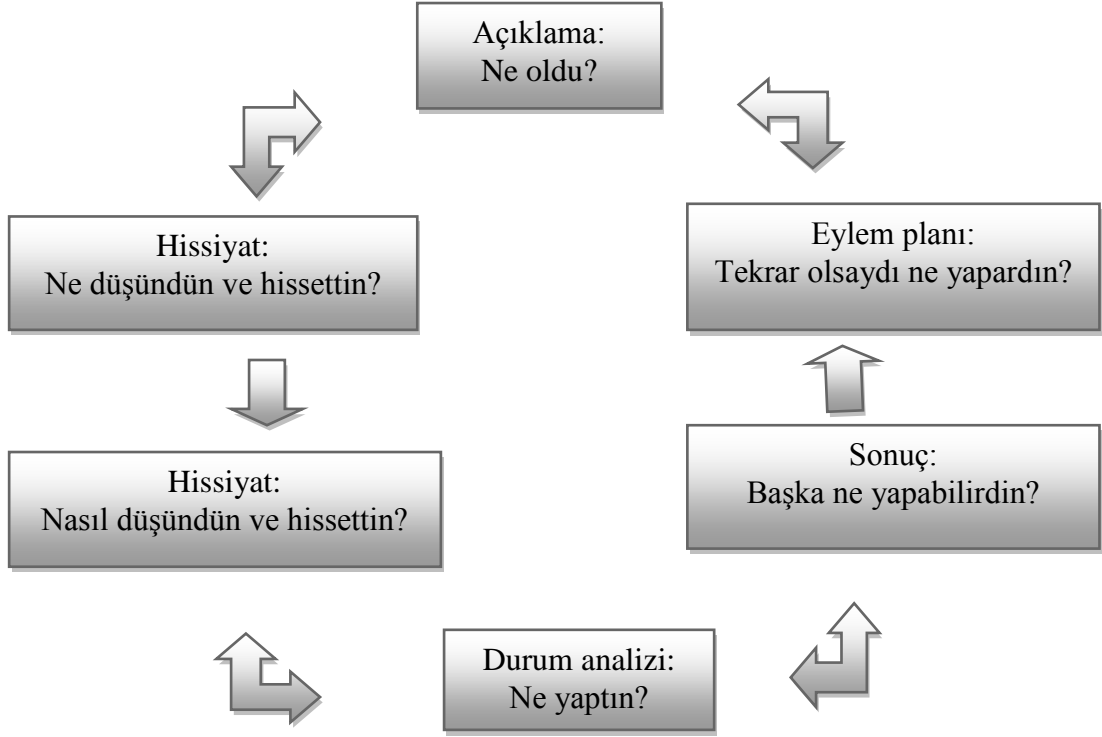 Açıklama:
Ne oldu?
Hissiyat:
Ne düşündün ve hissettin?
Eylem planı:
Tekrar olsaydı ne yapardın?
Hissiyat:
Nasıl düşündün ve hissettin?
Sonuç:
Başka ne yapabilirdin?
Durum analizi:
Ne yaptın?